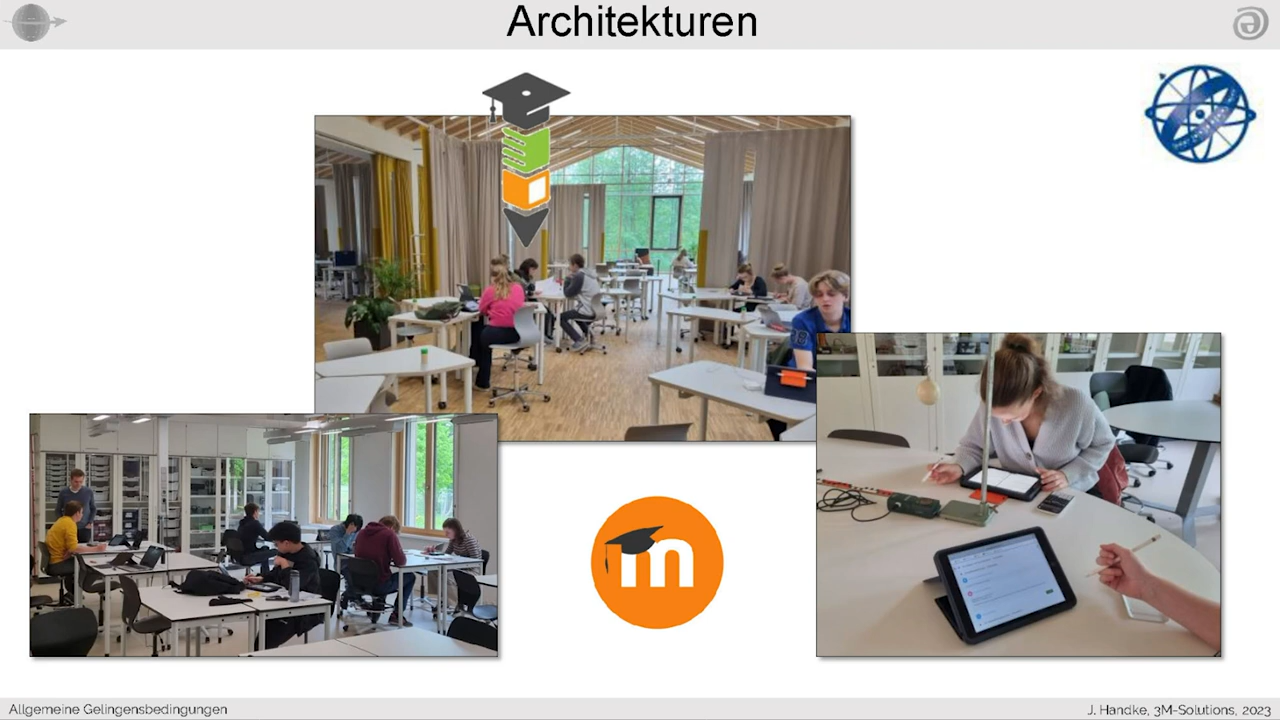 Architekturen
m
Allgemeine Gelingensbedingungen
J. Handke, 3M-Solutions, 2023